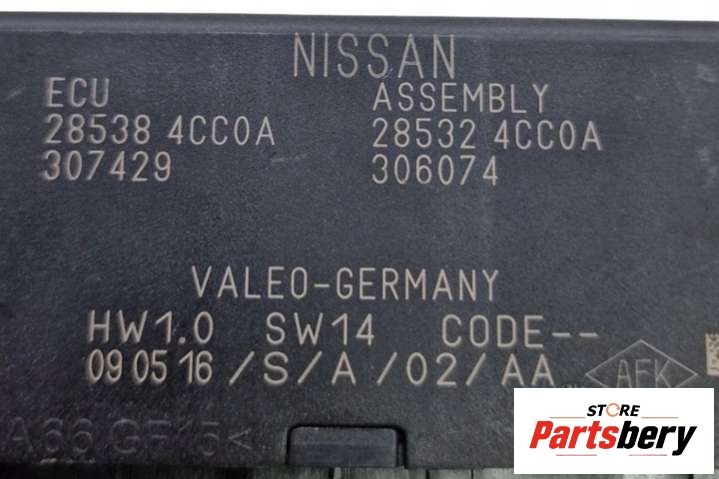 NISSAN
ECU ASSEMBLY
28538 4CC0A 28532 4CC0A
307429 306074
VALEO-GERMANY
HW1.0 SW14 CODE--
09 05 16 /S/A/02/AA
AEK
STORE
Partsbery